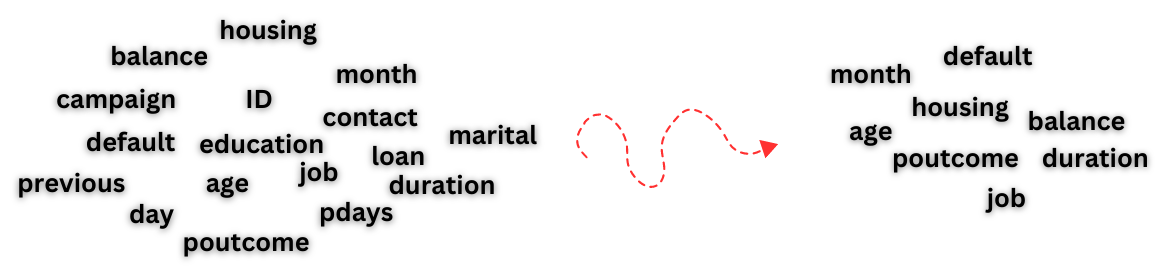 housing
balance
month
campaign
ID
contact
default
education
marital
loan
job
previous
age
duration
day
pdays
poutcome
default
month
housing
age
balance
poutcome
duration
job